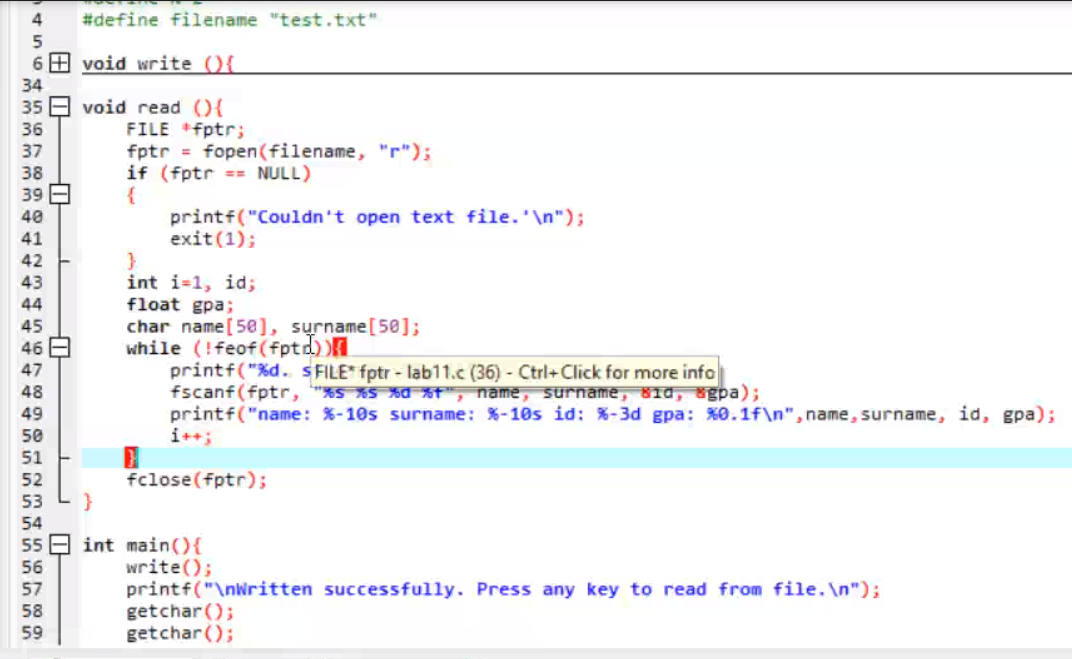 4 #define filename "test.txt"
5
6 void write (){
34
35 void read (){
36 FILE *fptr;
37 fptr = fopen(filename, "r");
38 if (fptr == NULL)
39 {
40 printf("Couldn't open text file.'\n");
41 exit(1);
42 }
43 int i=1, id;
44 float gpa;
45 char name[50], surname[50];
46 while (!feof(fptr)){
47 printf("%d. s
FILE* fptr - lab11.c (36) - Ctrl+Click for more info
48 fscanf(fptr, "%s %s %d %f", name, surname, &id, &gpa);
49 printf("name: %-10s surname: %-10s id: %-3d gpa: %0.1f\n",name,surname, id, gpa);
50 i++;
51 }
52 fclose(fptr);
53 }
54
55 int main(){
56 write();
57 printf("\nWritten successfully. Press any key to read from file.\n");
58 getchar();
59 getchar();